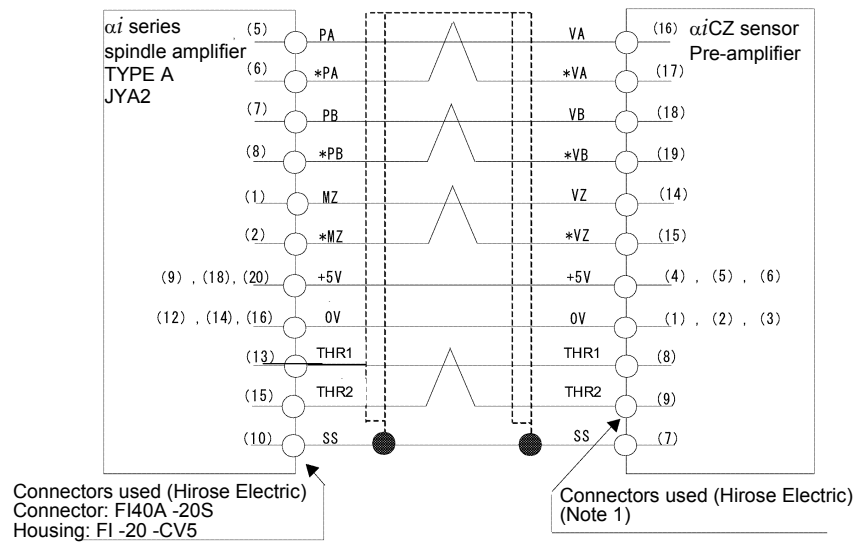 αi series
spindle amplifier
TYPE A
JYA2
αiCZ sensor
Pre-amplifier
(5) PA VA (16)
(6) *PA *VA (17)
(7) PB VB (18)
(8) *PB *VB (19)
(1) MZ VZ (14)
(2) *MZ *VZ (15)
(9) , (18), (20) +5V +5V (4) , (5) , (6)
(12) , (14), (16) 0V 0V (1) , (2) , (3)
(13) THR1 THR1 (8)
(15) THR2 THR2 (9)
(10) SS SS (7)
Connectors used (Hirose Electric)
Connector: FI40A -20S
Housing: FI -20 -CV5
Connectors used (Hirose Electric)
(Note 1)